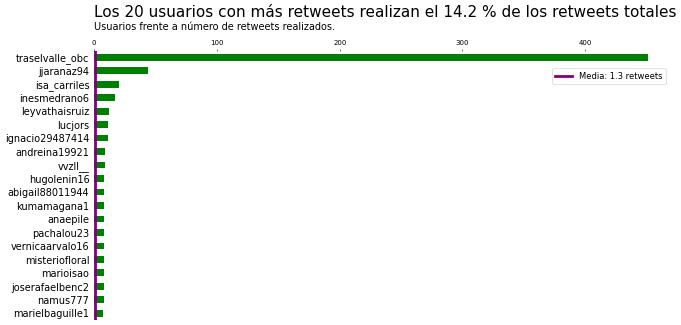 Los 20 usuarios con más retweets realizan el 14.2 % de los retweets totales
Usuarios frente a número de retweets realizados.
0 100 200 300 400
traselvalle_obc
jjaranaz94
Media: 1.3 retweets
isa_carriles
inesmedrano6
leyvathaisruiz
lucjors
ignacio29487414
andreina19921
vvzll__
hugolenin16
abigail88011944
kumamagana1
anaepile
pachalou23
vernicaarvalo16
misteriofloral
marioisao
joserafaelbenc2
namus777
marielbaguille1